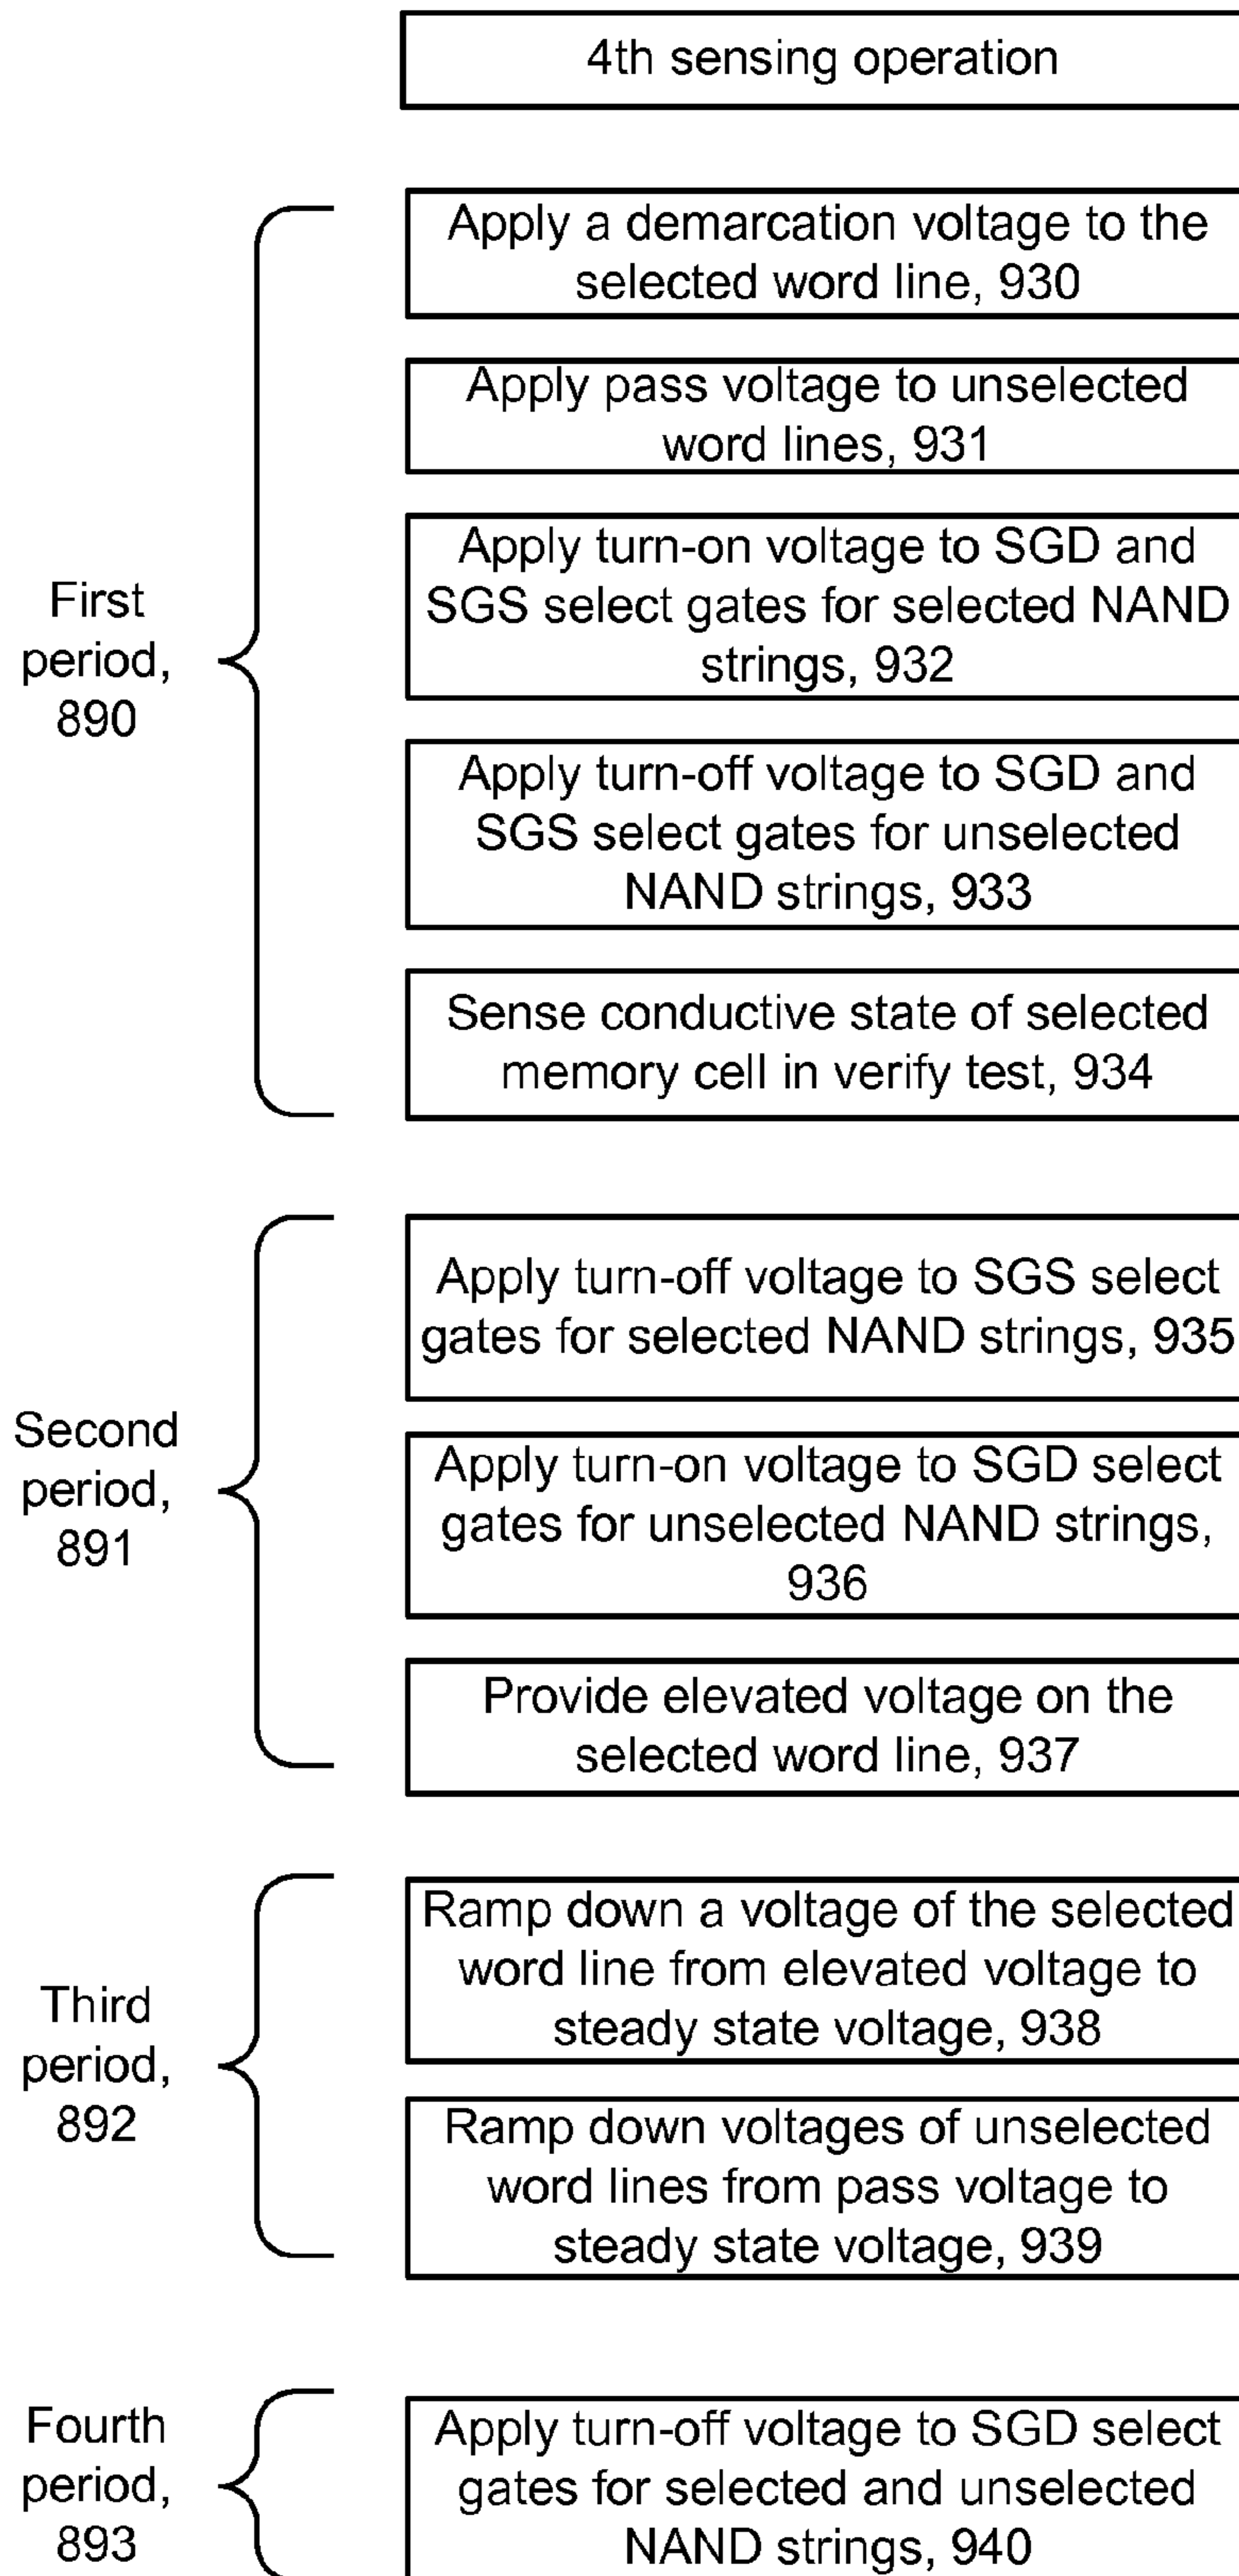 4th sensing operation
First
period,
890
Apply a demarcation voltage to the
selected word line, 930
Apply pass voltage to unselected
word lines, 931
Apply turn-on voltage to SGD and
SGS select gates for selected NAND
strings, 932
Apply turn-off voltage to SGD and
SGS select gates for unselected
NAND strings, 933
Sense conductive state of selected
memory cell in verify test, 934
Second
period,
891
Apply turn-off voltage to SGS select
gates for selected NAND strings, 935
Apply turn-on voltage to SGD select
gates for unselected NAND strings,
936
Provide elevated voltage on the
selected word line, 937
Third
period,
892
Ramp down a voltage of the selected
word line from elevated voltage to
steady state voltage, 938
Ramp down voltages of unselected
word lines from pass voltage to
steady state voltage, 939
Fourth
period,
893
Apply turn-off voltage to SGD select
gates for selected and unselected
NAND strings, 940